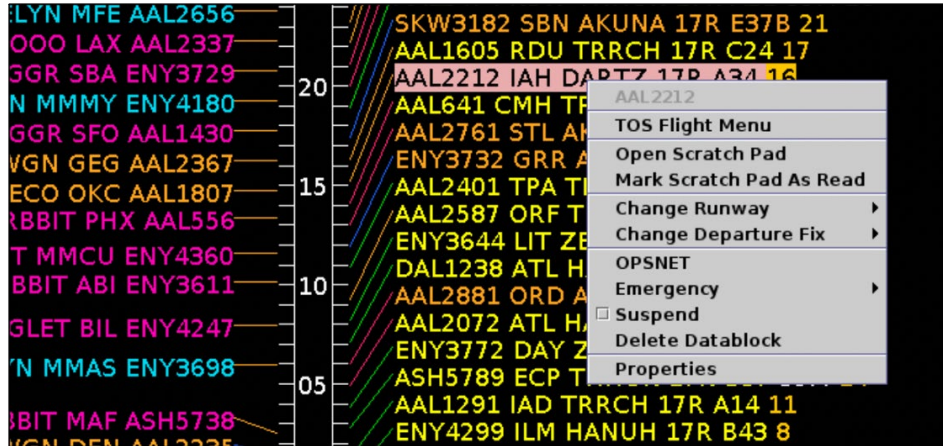 LYN MFE AAL2656
OOO LAX AAL2337
GGR SBA ENY3729
N MMMY ENY4180
GGR SFO AAL1430
GN GEG AAL2367
ECO OKC AAL1807
BBIT PHX AAL556
T MMCU ENY4360
BBIT ABI ENY3611
GLET BIL ENY4247
YN MMAS ENY3698
BBIT MAF ASH5738
20
15
10
05
SKW3182 SBN AKUNA 17R E37B 21
AAL1605 RDU TRRCH 17R C24 17
AAL2212 IAH DARTZ 17R A34 16
AAL641 CMH
AAL2761 STL
ENY3732 GRR
AAL2401 TPA
AAL2587 ORF
ENY3644 LIT
DAL1238 ATL
AAL2881 ORD
AAL2072 ATL
ENY3772 DAY
ASH5789 ECP
AAL1291 IAD TRRCH 17R A14 11
ENY4299 ILM HANUH 17R B43 8
AAL2212
TOS Flight Menu
Open Scratch Pad
Mark Scratch Pad As Read
Change Runway
Change Departure Fix
OPSNET
Emergency
Suspend
Delete Datablock
Properties